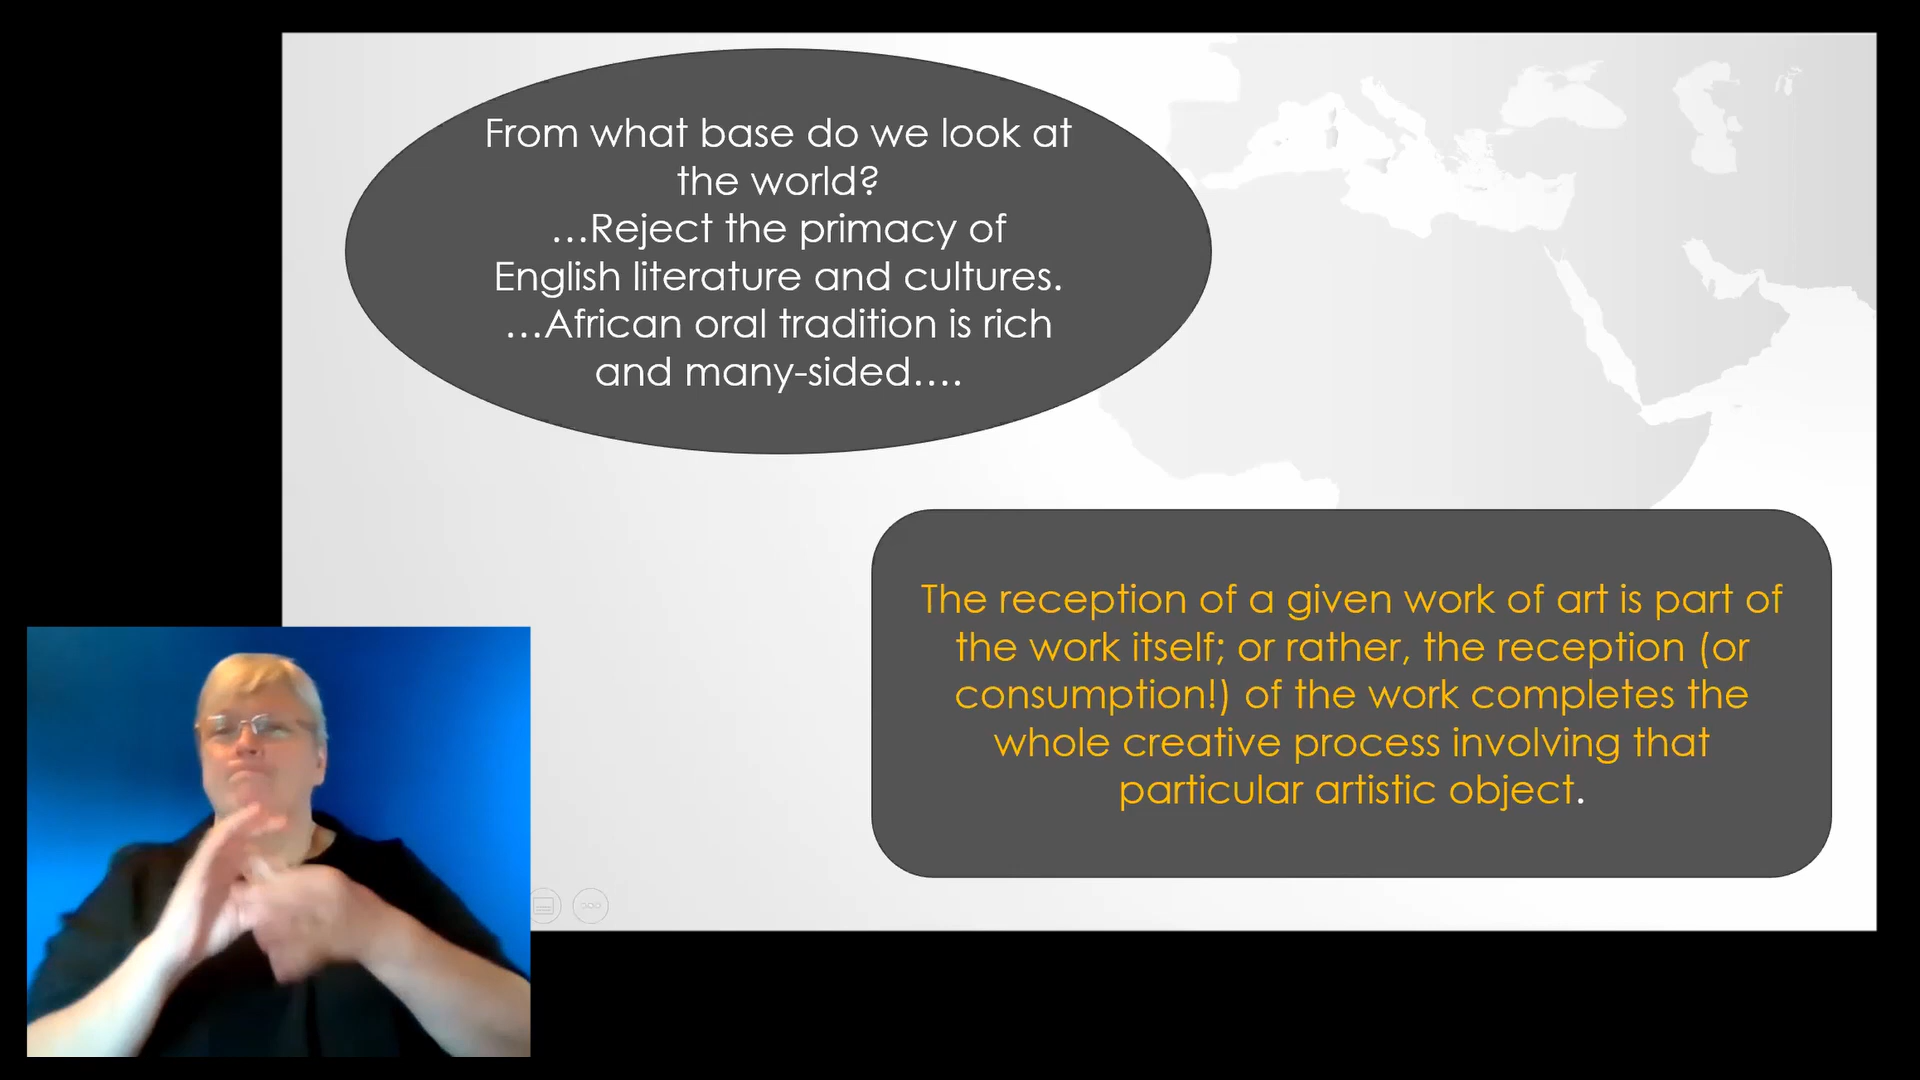 From what base do we look at
the world?
…Reject the primacy of
English literature and cultures.
…African oral tradition is rich
and many-sided….
The reception of a given work of art is part of
the work itself; or rather, the reception (or
consumption!) of the work completes the
whole creative process involving that
particular artistic object.